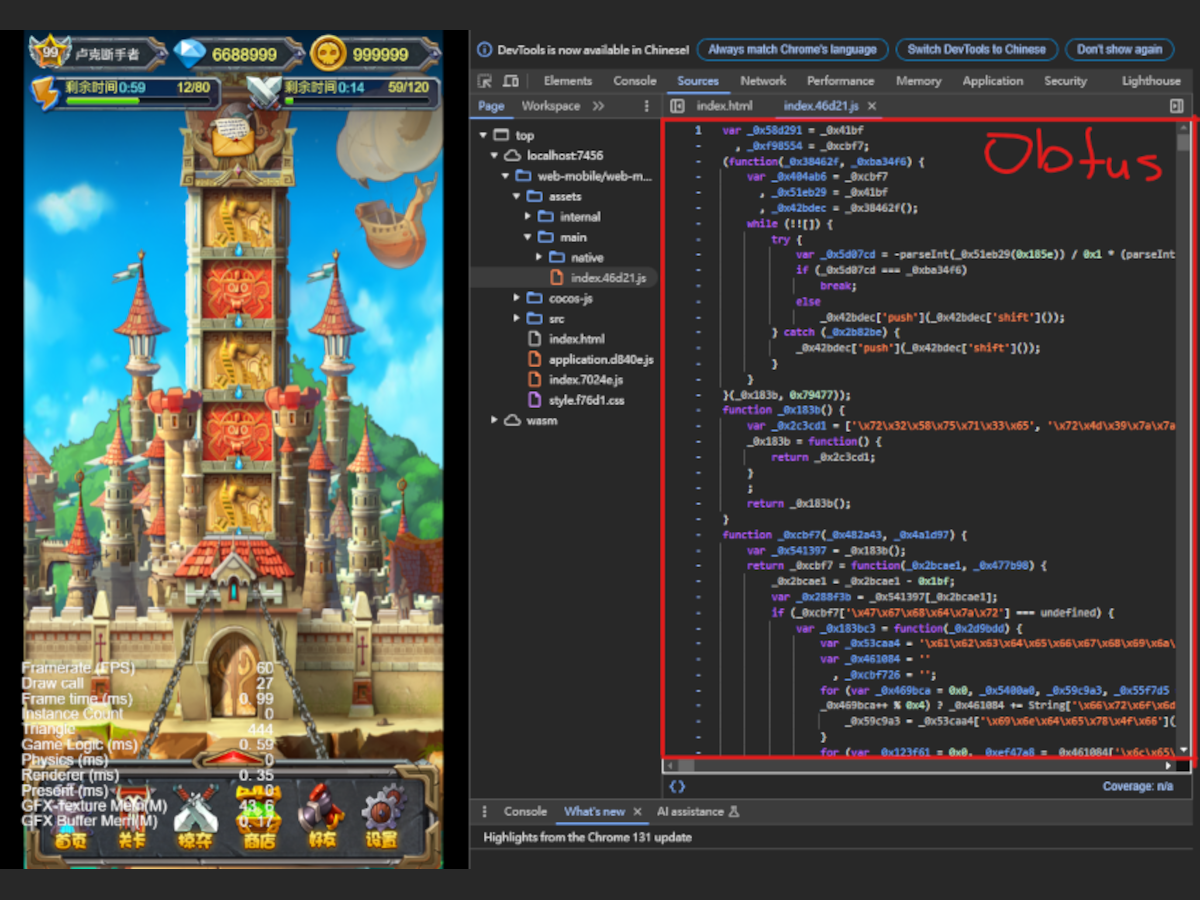 99 卢克断手者 6688999 999999
剩余时间0:59 12/80 剩余时间0:14 59/120
Framerate (FPS) 60
Draw call 27
Frame time (ms) 0.99
Instance Count 0
Triangle 444
Game Logic (ms) 0.59
Physics (ms) 0
Renderer (ms) 0.35
Present (ms) 0
GFX-Texture Mem(M) 43.6
GFX Buffer Mem(M) 0.17
首页 关卡 掠夺 商店 好友 设置
DevTools is now available in Chinese! Always match Chrome's language Switch DevTools to Chinese Don't show again
Elements Console Sources Network Performance Memory Application Security Lighthouse
Page Workspace index.html index.46d21.js
top
localhost:7456
web-mobile/web-m...
assets
internal
main
native
index.46d21.js
cocos-js
src
index.html
application.d840e.js
index.7024e.js
style.f76d1.css
wasm
Obfus
1 var _0x58d291 = _0x41bf
- , _0xf98554 = _0xcbf7;
- (function(_0x38462f, _0xba34f6) {
- var _0x404ab6 = _0xcbf7
- , _0x51eb29 = _0x41bf
- , _0x42bdec = _0x38462f();
- while (!![]) {
- try {
- var _0x5d07cd = -parseInt(_0x51eb29(0x185e)) / 0x1 * (parseInt
- if (_0x5d07cd === _0xba34f6)
- break;
- else
- _0x42bdec['push'](_0x42bdec['shift']());
- } catch (_0x2b82be) {
- _0x42bdec['push'](_0x42bdec['shift']());
- }
- }
- }(_0x183b, 0x79477));
- function _0x183b() {
- var _0x2c3cd1 = ['\x72\x32\x58\x75\x71\x33\x65', '\x72\x4d\x39\x7a\x7a
- _0x183b = function() {
- return _0x2c3cd1;
- }
- ;
- return _0x183b();
- }
- function _0xcbf7(_0x482a43, _0x4a1d97) {
- var _0x541397 = _0x183b();
- return _0xcbf7 = function(_0x2bcae1, _0x477b98) {
- _0x2bcae1 = _0x2bcae1 - 0x1bf;
- var _0x288f3b = _0x541397[_0x2bcae1];
- if (_0xcbf7['\x47\x67\x68\x64\x7a\x72'] === undefined) {
- var _0x183bc3 = function(_0x2d9bdd) {
- var _0x53caa4 = '\x61\x62\x63\x64\x65\x66\x67\x68\x69\x6a\
- var _0x461084 = ''
- , _0xcbf726 = '';
- for (var _0x469bca = 0x0, _0x5400a0, _0x59c9a3, _0x55f7d5
- _0x469bca++ % 0x4) ? _0x461084 += String['\x66\x72\x6f\x6d
- _0x59c9a3 = _0x53caa4['\x69\x6e\x64\x65\x78\x4f\x66'](
- }
- for (var _0x123f61 = 0x0, _0xef47a8 = _0x461084['\x6c\x65\
{} Coverage: n/a
Console What's new AI assistance
Highlights from the Chrome 131 update